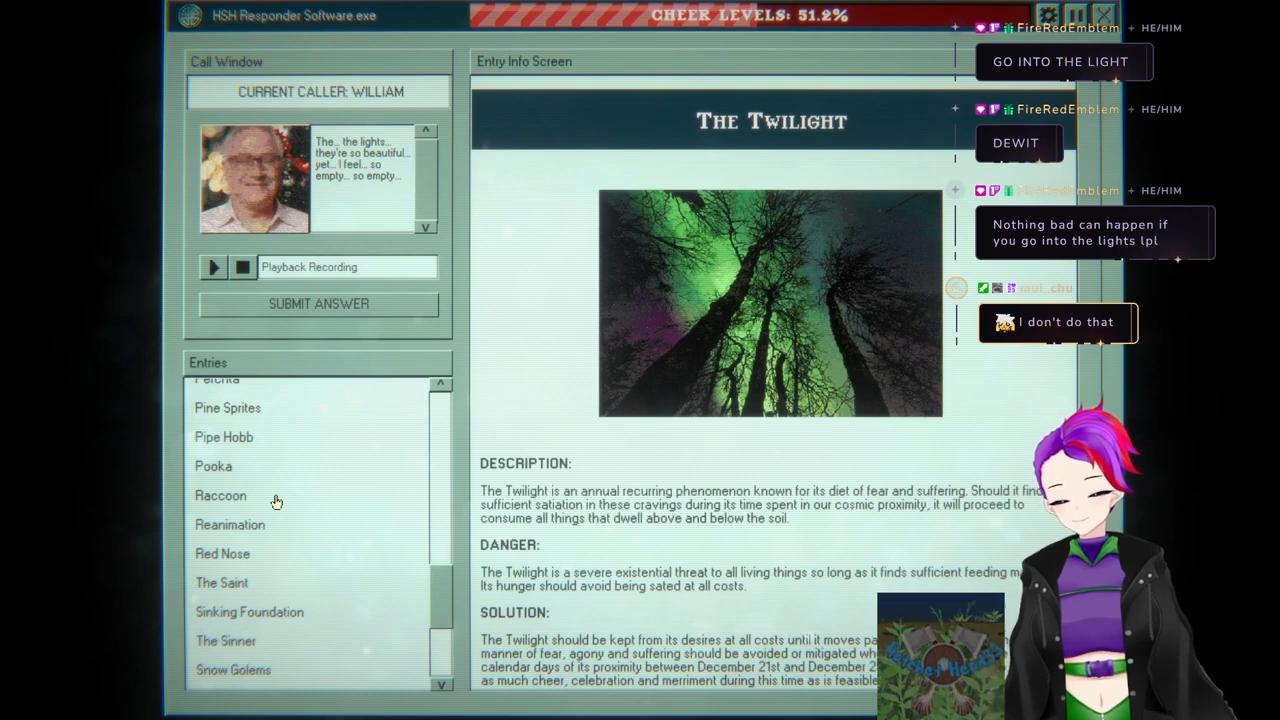 HSH Responder Software.exe
CHEER LEVELS: 51.2%
Call Window
CURRENT CALLER: WILLIAM
The... the lights...
they're so beautiful...
yet... I feel... so
empty... so empty...
Playback Recording
SUBMIT ANSWER
Entries
Perchta
Pine Sprites
Pipe Hobb
Pooka
Raccoon
Reanimation
Red Nose
The Saint
Sinking Foundation
The Sinner
Snow Golems
Entry Info Screen
THE TWILIGHT
DESCRIPTION:
The Twilight is an annual recurring phenomenon known for its diet of fear and suffering. Should it find
sufficient satiation in these cravings during its time spent in our cosmic proximity, it will proceed to
consume all things that dwell above and below the soil.
DANGER:
The Twilight is a severe existential threat to all living things so long as it finds sufficient feeding
Its hunger should avoid being sated at all costs.
SOLUTION:
The Twilight should be kept from its desires at all costs until it moves
manner of fear, agony and suffering should be avoided or mitigated
calendar days of its proximity between December 21st and December
as much cheer, celebration and merriment during this time as is feasible
FireRedEmblem HE/HIM
GO INTO THE LIGHT
FireRedEmblem HE/HIM
DEWIT
FireRedEmblem HE/HIM
Nothing bad can happen if
you go into the lights lpl
mui_chu
I don't do that